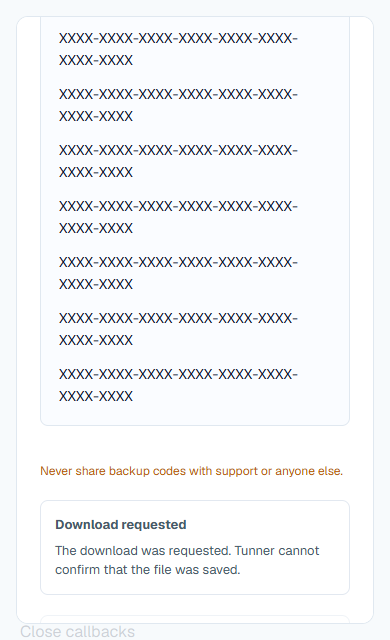 XXXX-XXXX-XXXX-XXXX-XXXX-XXXX-
XXXX-XXXX
XXXX-XXXX-XXXX-XXXX-XXXX-XXXX-
XXXX-XXXX
XXXX-XXXX-XXXX-XXXX-XXXX-XXXX-
XXXX-XXXX
XXXX-XXXX-XXXX-XXXX-XXXX-XXXX-
XXXX-XXXX
XXXX-XXXX-XXXX-XXXX-XXXX-XXXX-
XXXX-XXXX
XXXX-XXXX-XXXX-XXXX-XXXX-XXXX-
XXXX-XXXX
XXXX-XXXX-XXXX-XXXX-XXXX-XXXX-
XXXX-XXXX
Never share backup codes with support or anyone else.
Download requested
The download was requested. Tunner cannot
confirm that the file was saved.
Close callbacks